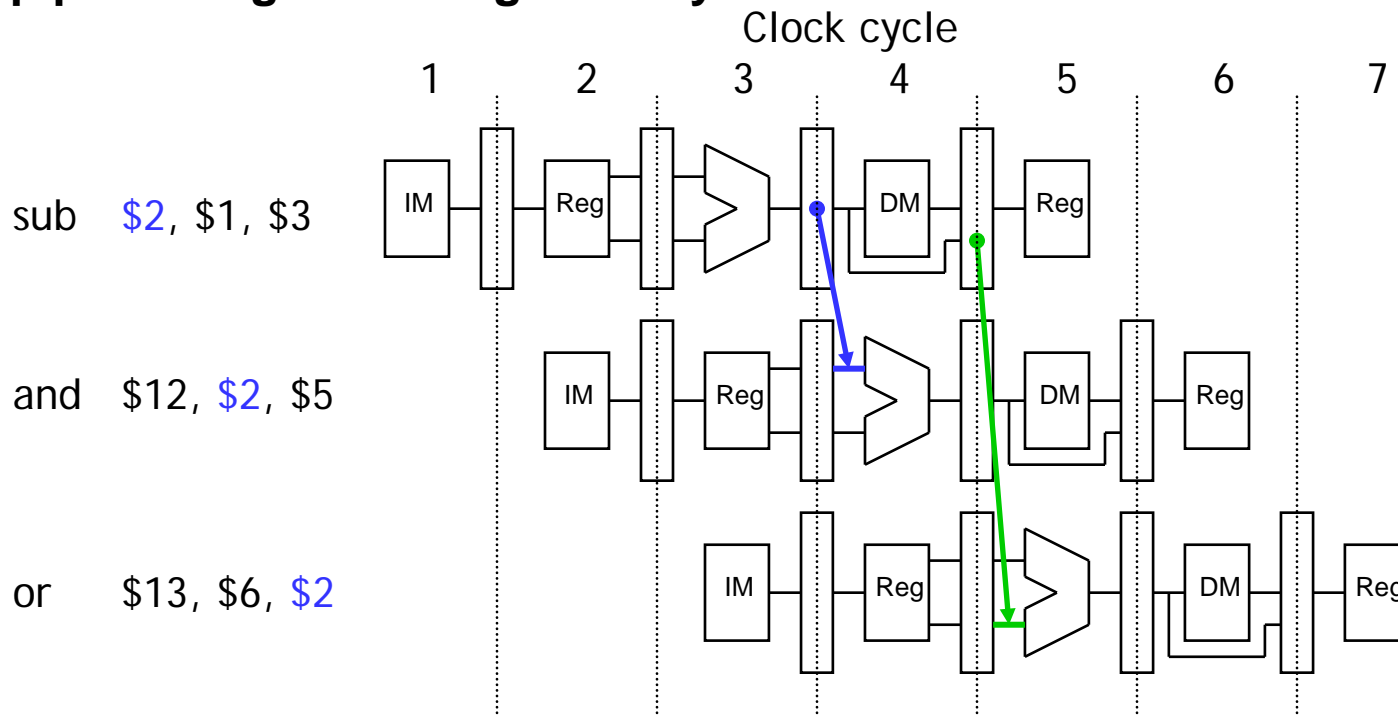 Clock cycle
1 2 3 4 5 6 7
sub $2, $1, $3
IM Reg DM Reg
and $12, $2, $5
IM Reg DM Reg
or $13, $6, $2
IM Reg DM Reg